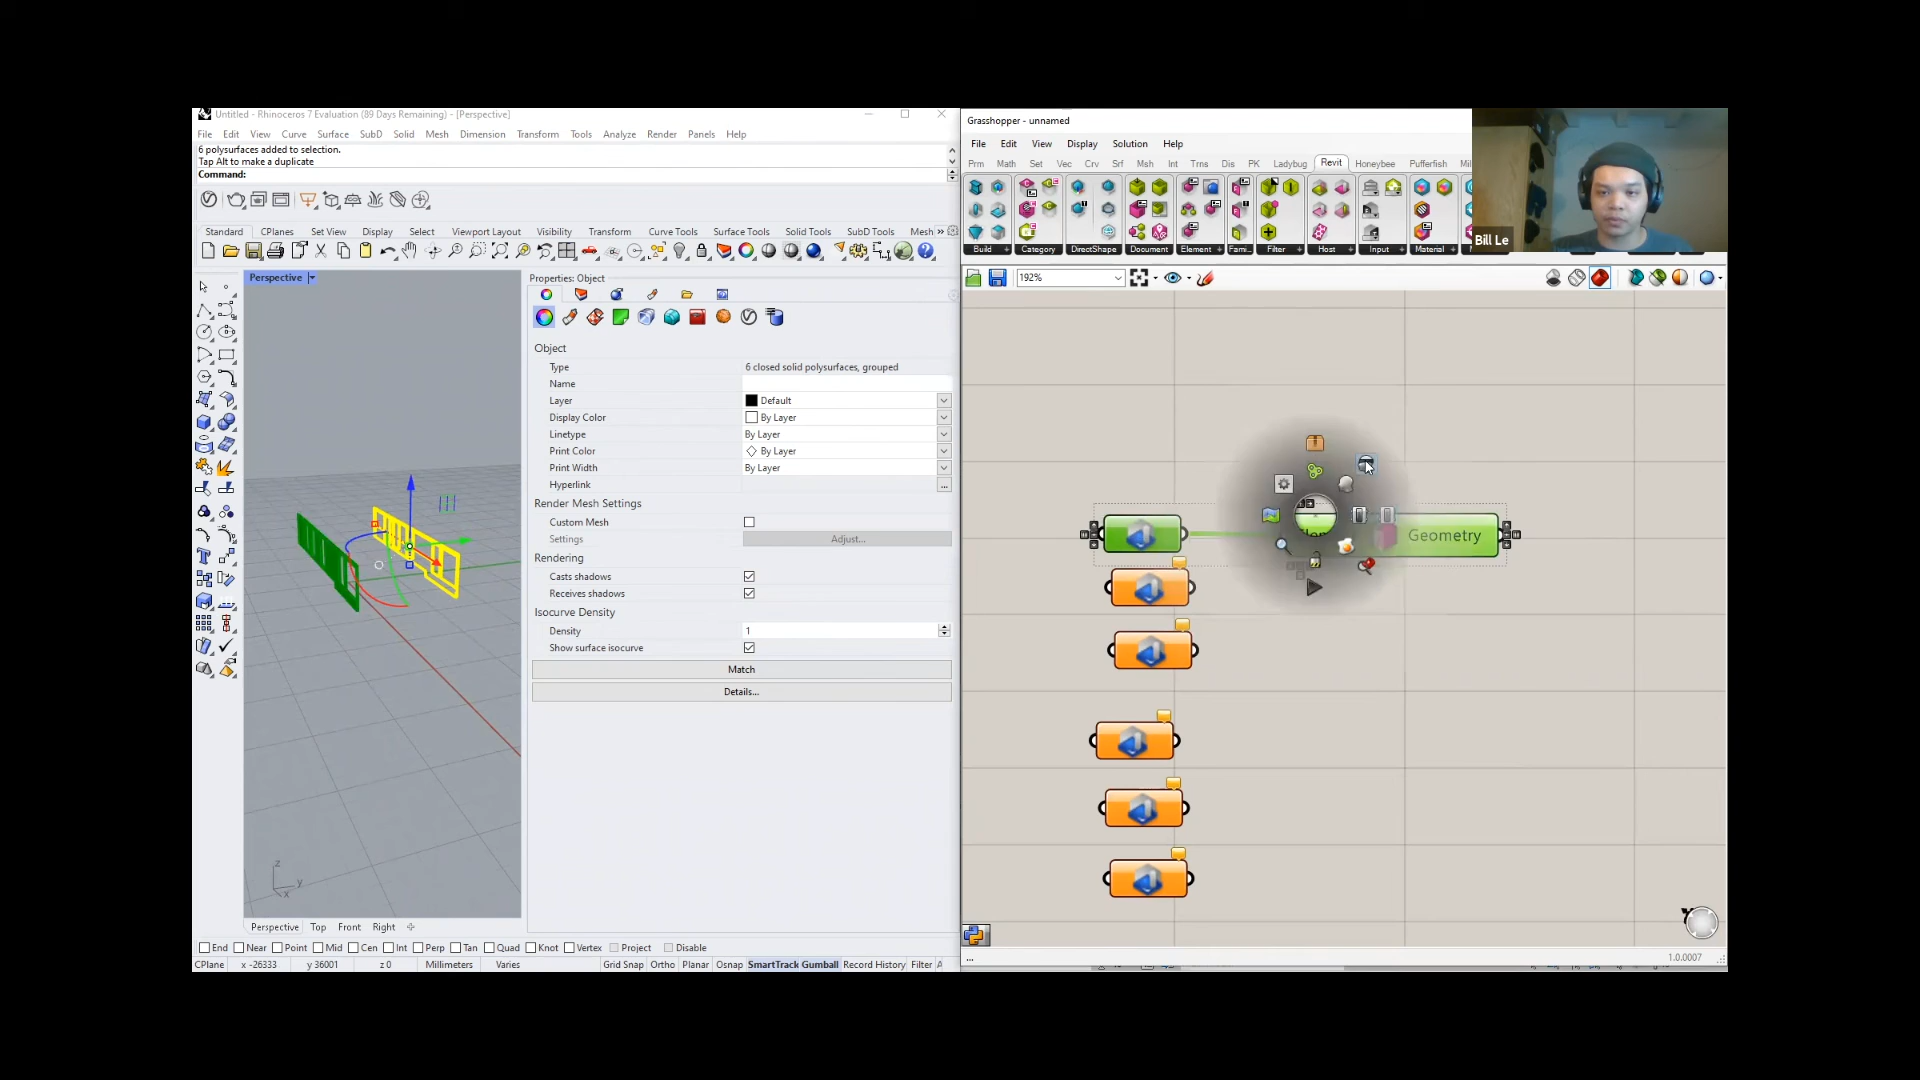 Untitled - Rhinoceros 7 Evaluation (89 Days Remaining) - [Perspective]
File Edit View Curve Surface SubD Solid Mesh Dimension Transform Tools Analyze Render Panels Help
6 polysurfaces added to selection.
Tap Alt to make a duplicate
Command:
Standard CPlanes Set View Display Select Viewport Layout Visibility Transform Curve Tools Surface Tools Solid Tools SubD Tools Mesh »
Perspective
z
y
x
Perspective Top Front Right
Properties: Object
Object
Type 6 closed solid polysurfaces, grouped
Name
Layer Default
Display Color By Layer
Linetype By Layer
Print Color By Layer
Print Width By Layer
Hyperlink ...
Render Mesh Settings
Custom Mesh
Settings Adjust...
Rendering
Casts shadows
Receives shadows
Isocurve Density
Density 1
Show surface isocurve
Match
Details...
End Near Point Mid Cen Int Perp Tan Quad Knot Vertex Project Disable
CPlane x -26333 y 36001 z 0 Millimeters Varies Grid Snap Ortho Planar Osnap SmartTrack Gumball Record History Filter A
Grasshopper - unnamed
File Edit View Display Solution Help
Prm Math Set Vec Crv Srf Msh Int Trns Dis PK Ladybug Revit Honeybee Pufferfish
Build Category DirectShape Document Element Fami.. Filter Host Input Material
Bill Le
192%
Geometry
...
1.0.0007